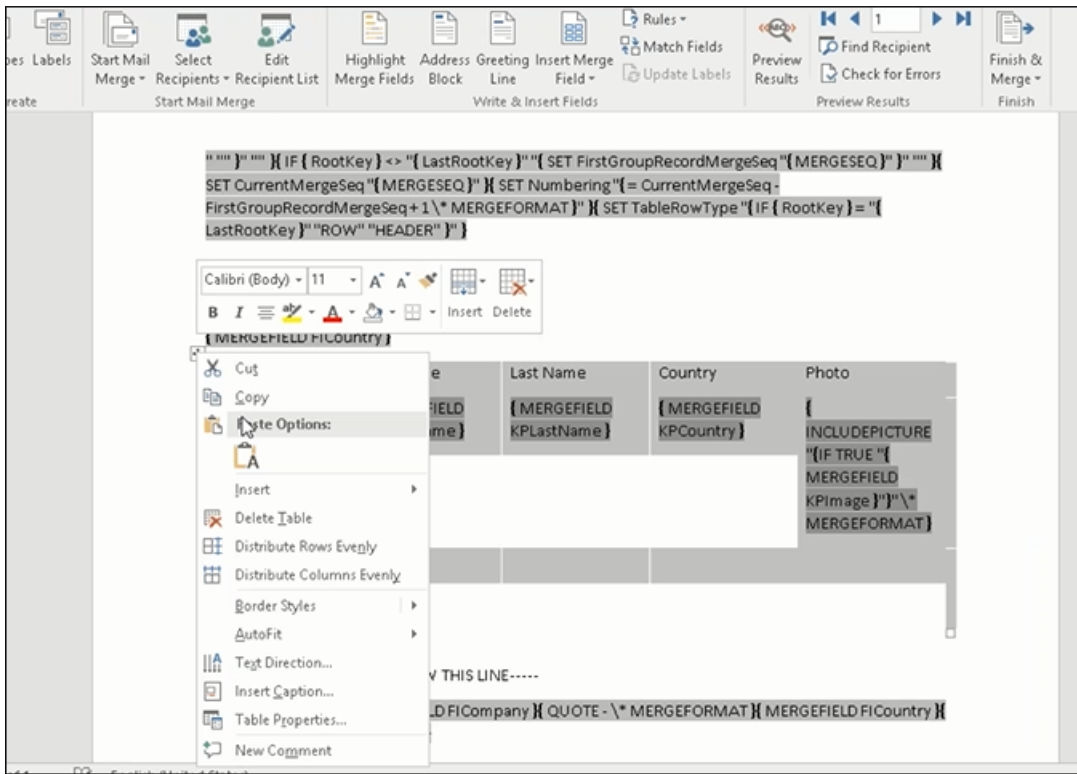 Rules
1
Match Fields
Find Recipient
Update Labels
Check for Errors
Labels
Start Mail
Merge
Select
Recipients
Edit
Recipient List
Highlight
Merge Fields
Address
Block
Greeting
Line
Insert Merge
Field
Preview
Results
Finish &
Merge
Start Mail Merge
Write & Insert Fields
Preview Results
Finish
" "" }" "" }{ IF { RootKey } <> "{ LastRootKey }" "{ SET FirstGroupRecordMergeSeq "{ MERGESEQ }" }" "" }{
SET CurrentMergeSeq "{ MERGESEQ }" }{ SET Numbering "{ = CurrentMergeSeq -
FirstGroupRecordMergeSeq + 1 \* MERGEFORMAT }" }{ SET TableRowType "{ IF { RootKey } = "{
LastRootKey }" "ROW" "HEADER" }" }
Calibri (Body) 11
B I Insert Delete
{ MERGEFIELD FICountry }
Cut
Copy
Paste Options:
Insert
Delete Table
Distribute Rows Evenly
Distribute Columns Evenly
Border Styles
AutoFit
Text Direction...
Insert Caption...
Table Properties...
New Comment
Last Name Country Photo
{ MERGEFIELD
KPLastName }
{ MERGEFIELD
KPCountry }
{
INCLUDEPICTURE
"{IF TRUE "{
MERGEFIELD
KPImage }"}" \*
MERGEFORMAT }
THIS LINE-----
FICompany }{ QUOTE - \* MERGEFORMAT }{ MERGEFIELD FICountry }{